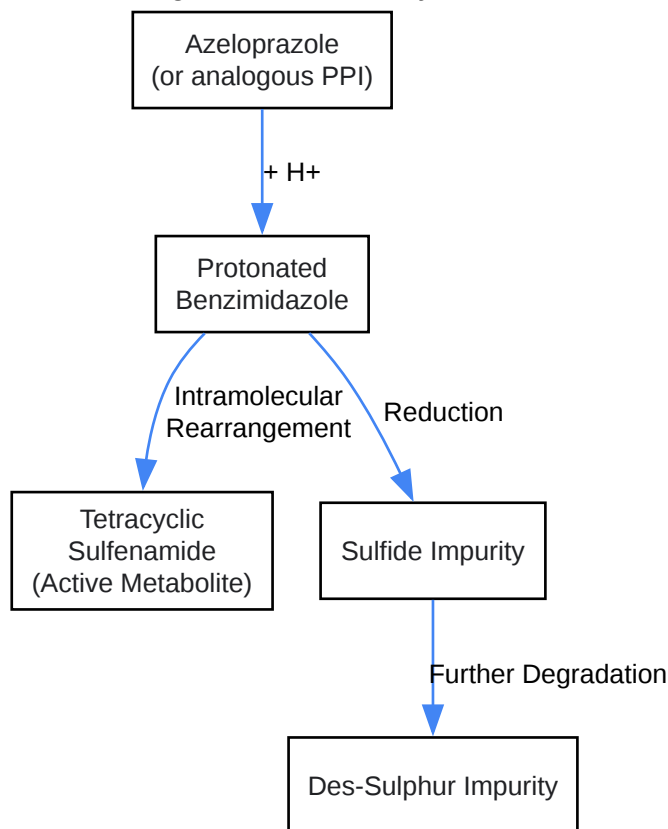 Azeloprazole
(or analogous PPI)
+ H+
Protonated
Benzimidazole
Intramolecular
Rearrangement
Reduction
Tetracyclic
Sulfenamide
(Active Metabolite)
Sulfide Impurity
Further Degradation
Des-Sulphur Impurity